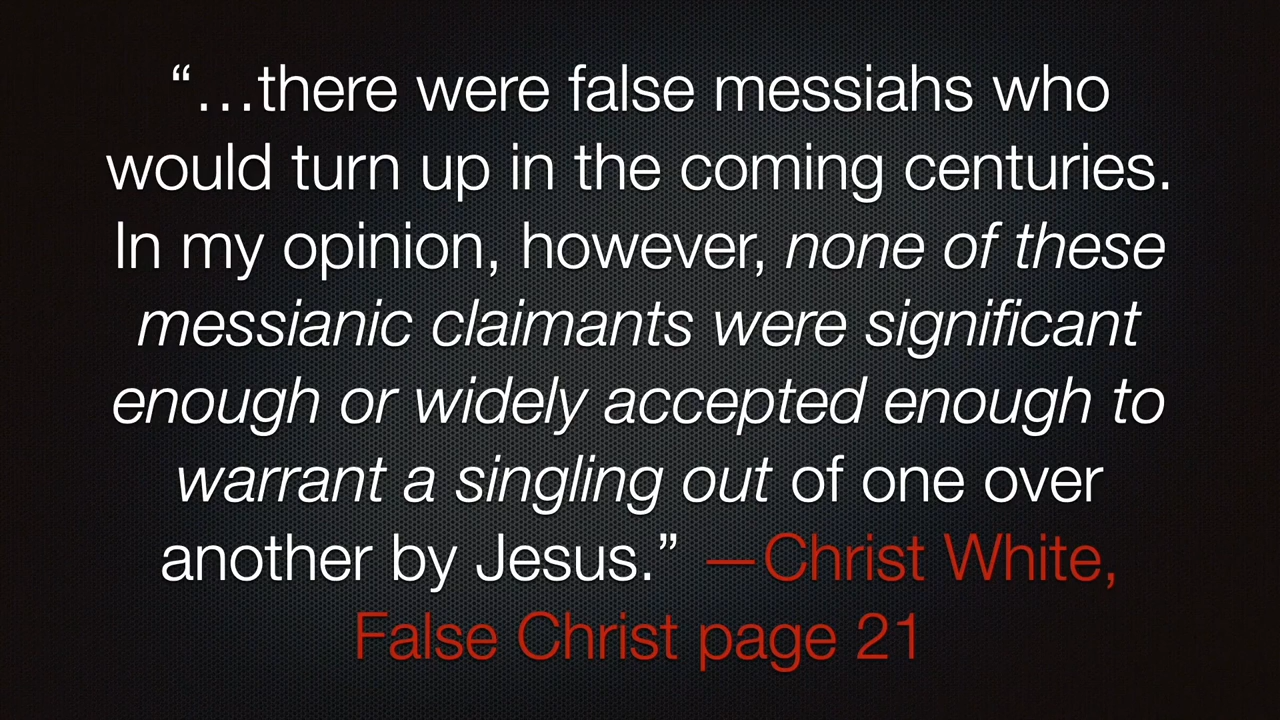 “…there were false messiahs who
would turn up in the coming centuries.
In my opinion, however, none of these
messianic claimants were significant
enough or widely accepted enough to
warrant a singling out of one over
another by Jesus.” —Christ White,
False Christ page 21